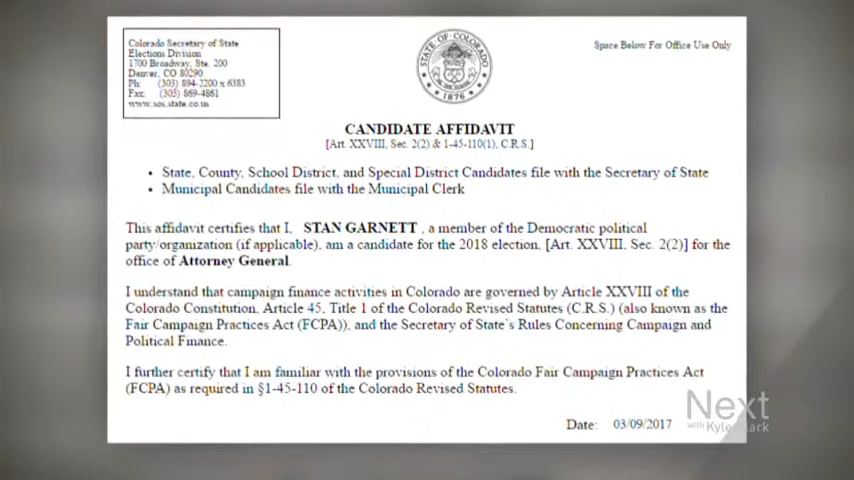 Colorado Secretary of State
Elections Division
1700 Broadway, Ste. 200
Denver, CO 80290
Ph: (303) 894-2200 x 6383
Fax: (303) 869-4861
www.sos.state.co.us
STATE OF COLORADO
1876
Space Below For Office Use Only
CANDIDATE AFFIDAVIT
[Art. XXVIII, Sec. 2(2) & 1-45-110(1), C.R.S.]
• State, County, School District, and Special District Candidates file with the Secretary of State
• Municipal Candidates file with the Municipal Clerk
This affidavit certifies that I, STAN GARNETT , a member of the Democratic political
party/organization (if applicable), am a candidate for the 2018 election, [Art. XXVIII, Sec. 2(2)] for the
office of Attorney General.
I understand that campaign finance activities in Colorado are governed by Article XXVIII of the
Colorado Constitution, Article 45, Title 1 of the Colorado Revised Statutes (C.R.S.) (also known as the
Fair Campaign Practices Act (FCPA)), and the Secretary of State's Rules Concerning Campaign and
Political Finance.
I further certify that I am familiar with the provisions of the Colorado Fair Campaign Practices Act
(FCPA) as required in §1-45-110 of the Colorado Revised Statutes.
Date: 03/09/2017
Next
with Kyle Clark